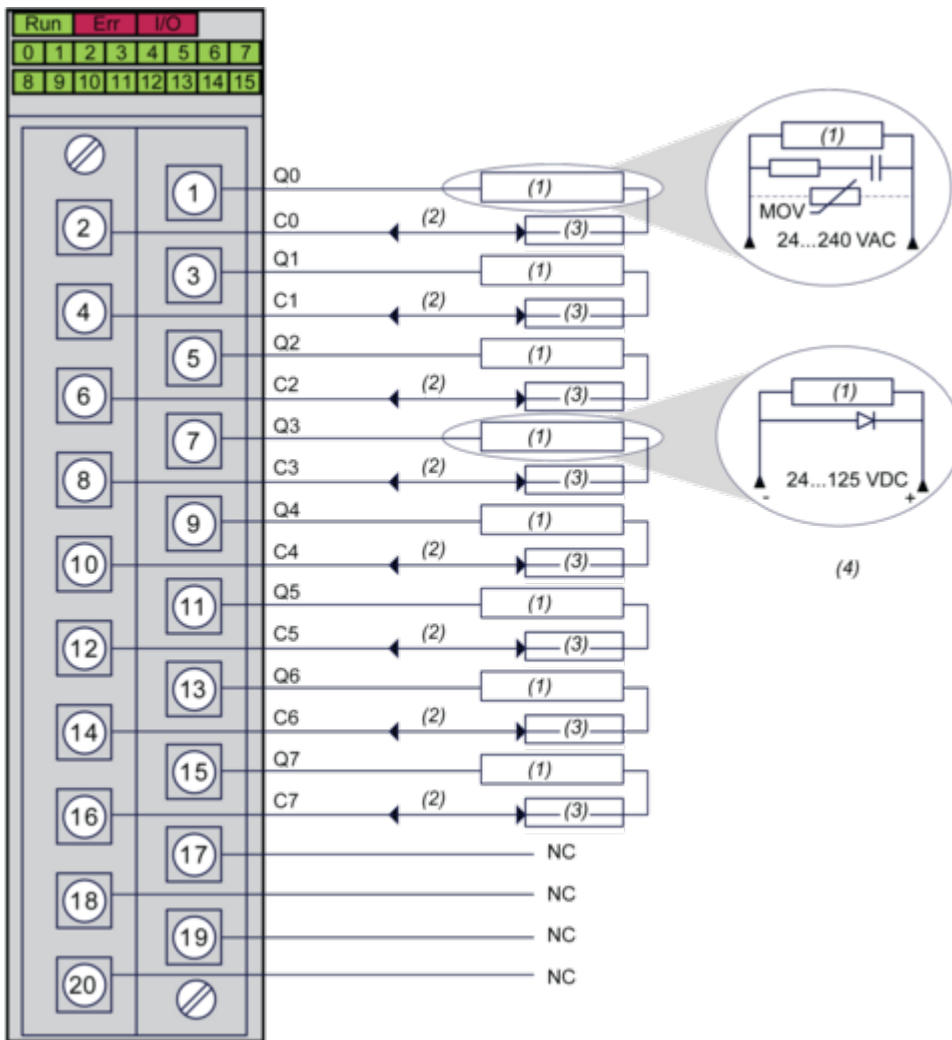 Run Err I/O
0 1 2 3 4 5 6 7
8 9 10 11 12 13 14 15
1 Q0 (1)
2 C0 (2) (3)
3 Q1 (1)
4 C1 (2) (3)
5 Q2 (1)
6 C2 (2) (3)
7 Q3 (1)
8 C3 (2) (3)
9 Q4 (1)
10 C4 (2) (3)
11 Q5 (1)
12 C5 (2) (3)
13 Q6 (1)
14 C6 (2) (3)
15 Q7 (1)
16 C7 (2) (3)
17 NC
18 NC
19 NC
20 NC
(1)
MOV
24...240 VAC
(1)
24...125 VDC
- +
(4)